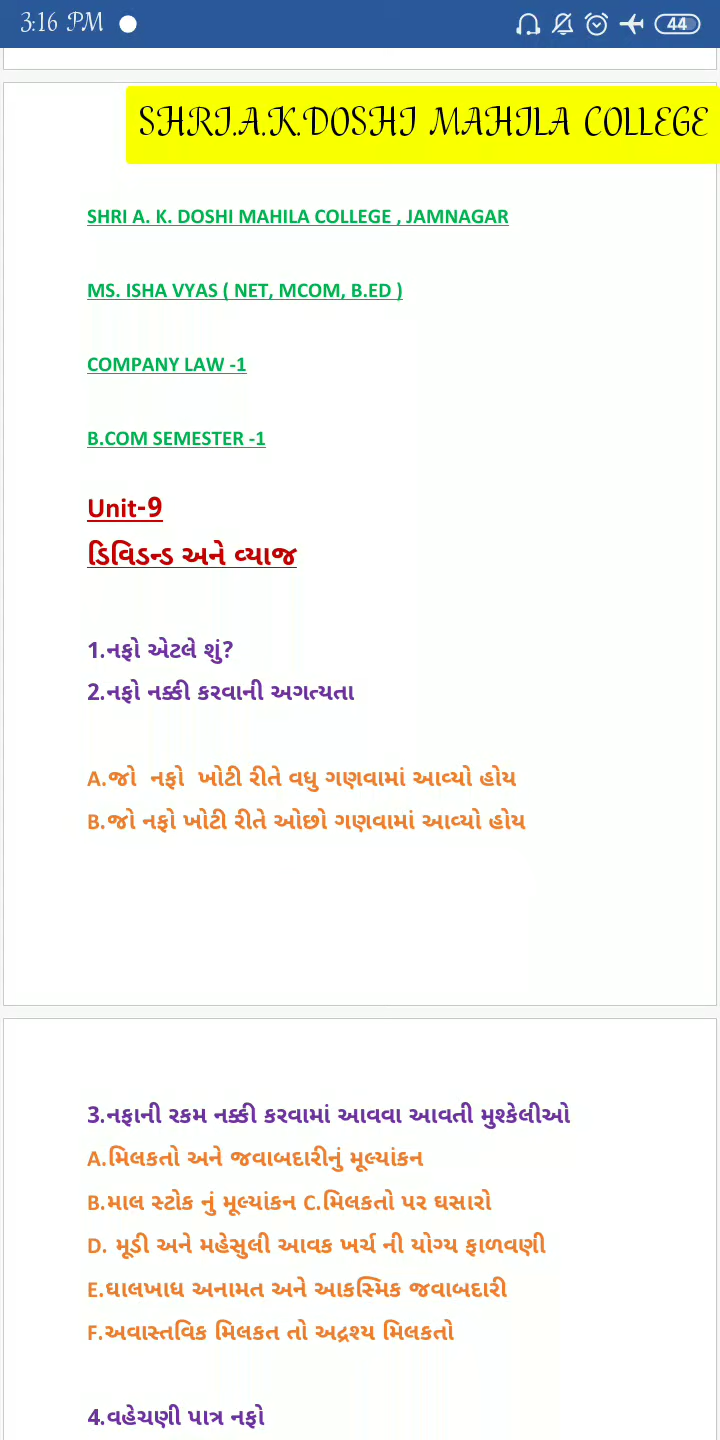 3:16 PM
44
SHRI.A.K.DOSHI MAHILA COLLEGE
SHRI A. K. DOSHI MAHILA COLLEGE , JAMNAGAR
MS. ISHA VYAS ( NET, MCOM, B.ED )
COMPANY LAW -1
B.COM SEMESTER -1
Unit-9
ડિવિડન્ડ અને વ્યાજ
1.નફો એટલે શું?
2.નફો નક્કી કરવાની અગત્યતા
A.જો નફો ખોટી રીતે વધુ ગણવામાં આવ્યો હોય
B.જો નફો ખોટી રીતે ઓછો ગણવામાં આવ્યો હોય
3.નફાની રકમ નક્કી કરવામાં આવવા આવતી મુશ્કેલીઓ
A.મિલકતો અને જવાબદારીનું મૂલ્યાંકન
B.માલ સ્ટોક નું મૂલ્યાંકન C.મિલકતો પર ઘસારો
D. મૂડી અને મહેસુલી આવક ખર્ચ ની યોગ્ય ફાળવણી
E.ઘાલખાધ અનામત અને આકસ્મિક જવાબદારી
F.અવાસ્તવિક મિલકત તો અદ્રશ્ય મિલકતો
4.વહેચણી પાત્ર નફો